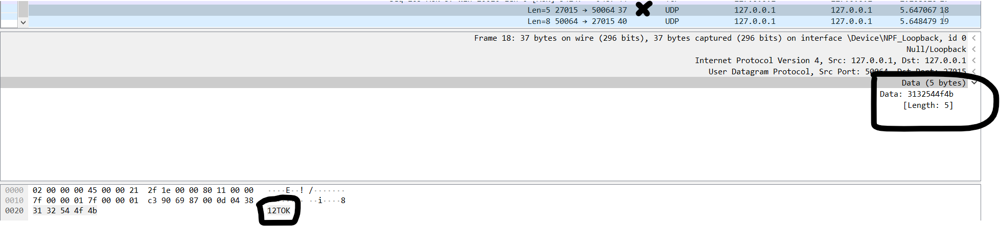 Len=5 27015 → 50064 37 UDP 127.0.0.1 127.0.0.1 5.647067 18
Len=8 50064 → 27015 40 UDP 127.0.0.1 127.0.0.1 5.648479 19
Frame 18: 37 bytes on wire (296 bits), 37 bytes captured (296 bits) on interface \Device\NPF_Loopback, id 0
Null/Loopback
Internet Protocol Version 4, Src: 127.0.0.1, Dst: 127.0.0.1
User Datagram Protocol, Src Port: 50064, Dst Port: 27015
Data (5 bytes)
Data: 3132544f4b
[Length: 5]
0000 02 00 00 00 45 00 00 21 2f 1e 00 00 80 11 00 00 ····E··! /·······
0010 7f 00 00 01 7f 00 00 01 c3 90 69 87 00 0d 04 38 ········ ··i····8
0020 31 32 54 4f 4b 12TOK